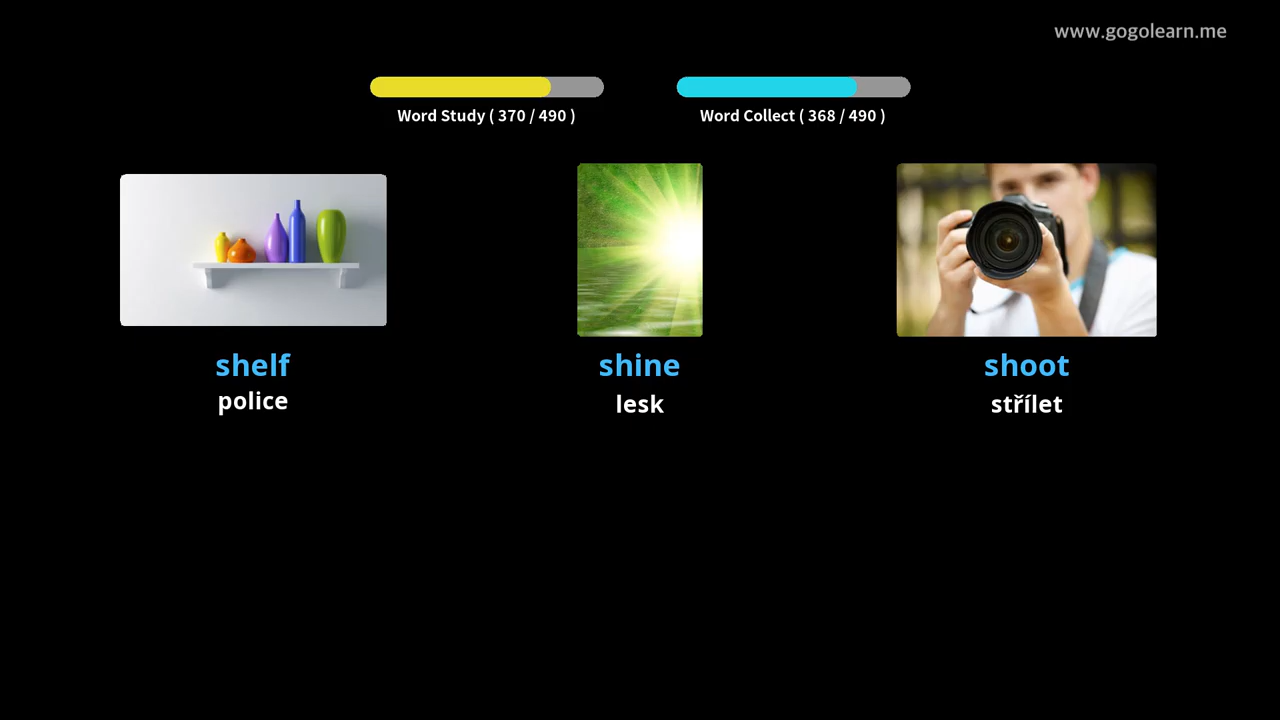 www.gogolearn.me
Word Study ( 370 / 490 )
Word Collect ( 368 / 490 )
shelf
police
shine
lesk
shoot
střílet